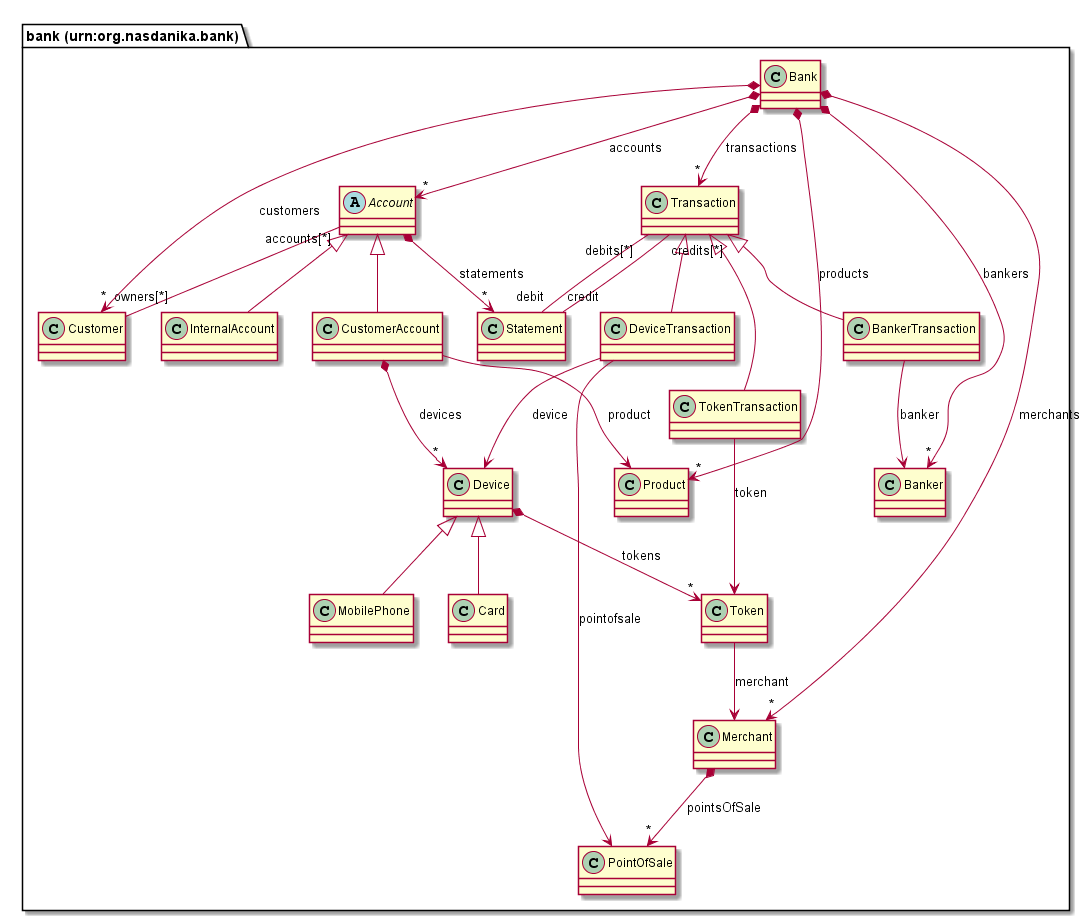 bank (urn:org.nasdanika.bank)
C Bank
accounts
transactions
*
*
A Account
C Transaction
customers
accounts[*]
debits[*]
credits[*]
statements
products
bankers
* owners[*]
*
debit
credit
C Customer
C InternalAccount
C CustomerAccount
C Statement
C DeviceTransaction
C BankerTransaction
C TokenTransaction
devices
device
product
banker
merchants
*
*
*
C Device
C Product
token
C Banker
tokens
*
C MobilePhone
C Card
C Token
pointofsale
merchant
*
C Merchant
pointsOfSale
*
C PointOfSale